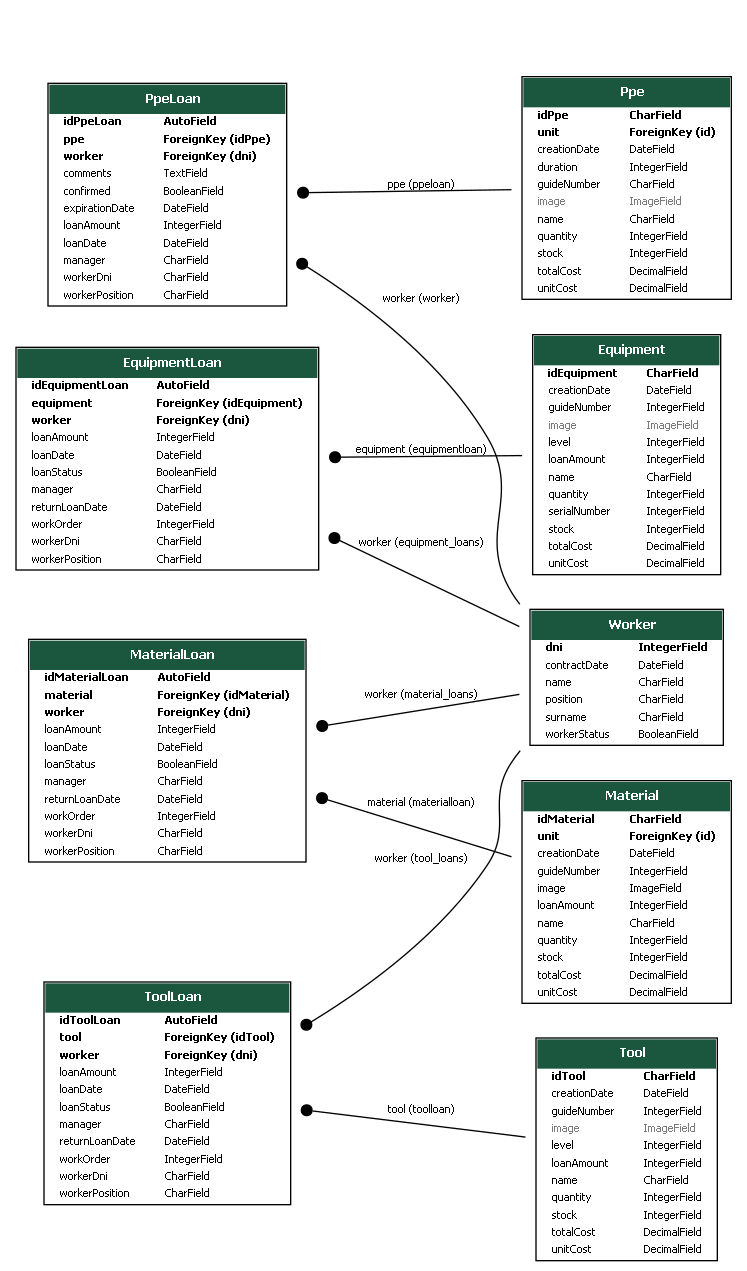 PpeLoan
idPpeLoan AutoField
ppe ForeignKey (idPpe)
worker ForeignKey (dni)
comments TextField
confirmed BooleanField
expirationDate DateField
loanAmount IntegerField
loanDate DateField
manager CharField
workerDni CharField
workerPosition CharField
ppe (ppeloan)
worker (worker)
Ppe
idPpe CharField
unit ForeignKey (id)
creationDate DateField
duration IntegerField
guideNumber CharField
image ImageField
name CharField
quantity IntegerField
stock IntegerField
totalCost DecimalField
unitCost DecimalField
EquipmentLoan
idEquipmentLoan AutoField
equipment ForeignKey (idEquipment)
worker ForeignKey (dni)
loanAmount IntegerField
loanDate DateField
loanStatus BooleanField
manager CharField
returnLoanDate DateField
workOrder IntegerField
workerDni CharField
workerPosition CharField
equipment (equipmentloan)
worker (equipment_loans)
Equipment
idEquipment CharField
creationDate DateField
guideNumber IntegerField
image ImageField
level IntegerField
loanAmount IntegerField
name CharField
quantity IntegerField
serialNumber IntegerField
stock IntegerField
totalCost DecimalField
unitCost DecimalField
Worker
dni IntegerField
contractDate DateField
name CharField
position CharField
surname CharField
workerStatus BooleanField
MaterialLoan
idMaterialLoan AutoField
material ForeignKey (idMaterial)
worker ForeignKey (dni)
loanAmount IntegerField
loanDate DateField
loanStatus BooleanField
manager CharField
returnLoanDate DateField
workOrder IntegerField
workerDni CharField
workerPosition CharField
worker (material_loans)
material (materialloan)
worker (tool_loans)
Material
idMaterial CharField
unit ForeignKey (id)
creationDate DateField
guideNumber IntegerField
image ImageField
loanAmount IntegerField
name CharField
quantity IntegerField
stock IntegerField
totalCost DecimalField
unitCost DecimalField
ToolLoan
idToolLoan AutoField
tool ForeignKey (idTool)
worker ForeignKey (dni)
loanAmount IntegerField
loanDate DateField
loanStatus BooleanField
manager CharField
returnLoanDate DateField
workOrder IntegerField
workerDni CharField
workerPosition CharField
tool (toolloan)
Tool
idTool CharField
creationDate DateField
guideNumber IntegerField
image ImageField
level IntegerField
loanAmount IntegerField
name CharField
quantity IntegerField
stock IntegerField
totalCost DecimalField
unitCost DecimalField